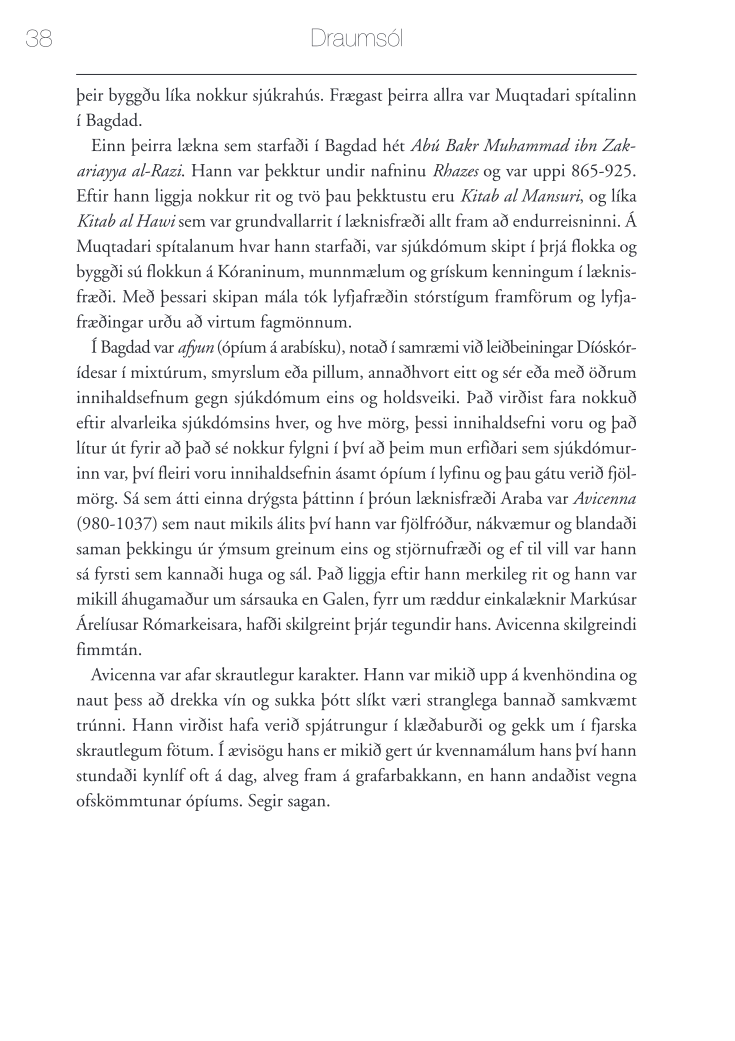 38
Draumsól
þeir byggðu líka nokkur sjúkrahús. Frægast þeirra allra var Muqtadari spítalinn
í Bagdad.
Einn þeirra lækna sem starfaði í Bagdad hét Abú Bakr Muhammad ibn Zak-
ariayya al-Razi. Hann var þekktur undir nafninu Rhazes og var uppi 865-925.
Eftir hann liggja nokkur rit og tvö þau þekktustu eru Kitab al Mansuri, og líka
Kitab al Hawi sem var grundvallarrit í læknisfræði allt fram að endurreisninni. Á
Muqtadari spítalanum hvar hann starfaði, var sjúkdómum skipt í þrjá flokka og
byggði sú flokkun á Kóraninum, munnmælum og grískum kenningum í læknis-
fræði. Með þessari skipan mála tók lyfjafræðin stórstígum framförum og lyfja-
fræðingar urðu að virtum fagmönnum.
Í Bagdad var afyun (ópíum á arabísku), notað í samræmi við leiðbeiningar Díóskór-
ídesar í mixtúrum, smyrslum eða pillum, annaðhvort eitt og sér eða með öðrum
innihaldsefnum gegn sjúkdómum eins og holdsveiki. Það virðist fara nokkuð
eftir alvarleika sjúkdómsins hver, og hve mörg, þessi innihaldsefni voru og það
lítur út fyrir að það sé nokkur fylgni í því að þeim mun erfiðari sem sjúkdómur-
inn var, því fleiri voru innihaldsefnin ásamt ópíum í lyfinu og þau gátu verið fjöl-
mörg. Sá sem átti einna drýgsta þáttinn í þróun læknisfræði Araba var Avicenna
(980-1037) sem naut mikils álits því hann var fjölfróður, nákvæmur og blandaði
saman þekkingu úr ýmsum greinum eins og stjörnufræði og ef til vill var hann
sá fyrsti sem kannaði huga og sál. Það liggja eftir hann merkileg rit og hann var
mikill áhugamaður um sársauka en Galen, fyrr um ræddur einkalæknir Markúsar
Árelíusar Rómarkeisara, hafði skilgreint þrjár tegundir hans. Avicenna skilgreindi
fimmtán.
Avicenna var afar skrautlegur karakter. Hann var mikið upp á kvenhöndina og
naut þess að drekka vín og sukka þótt slíkt væri stranglega bannað samkvæmt
trúnni. Hann virðist hafa verið spjátrungur í klæðaburði og gekk um í fjarska
skrautlegum fötum. Í ævisögu hans er mikið gert úr kvennamálum hans því hann
stundaði kynlíf oft á dag, alveg fram á grafarbakkann, en hann andaðist vegna
ofskömmtunar ópíums. Segir sagan.